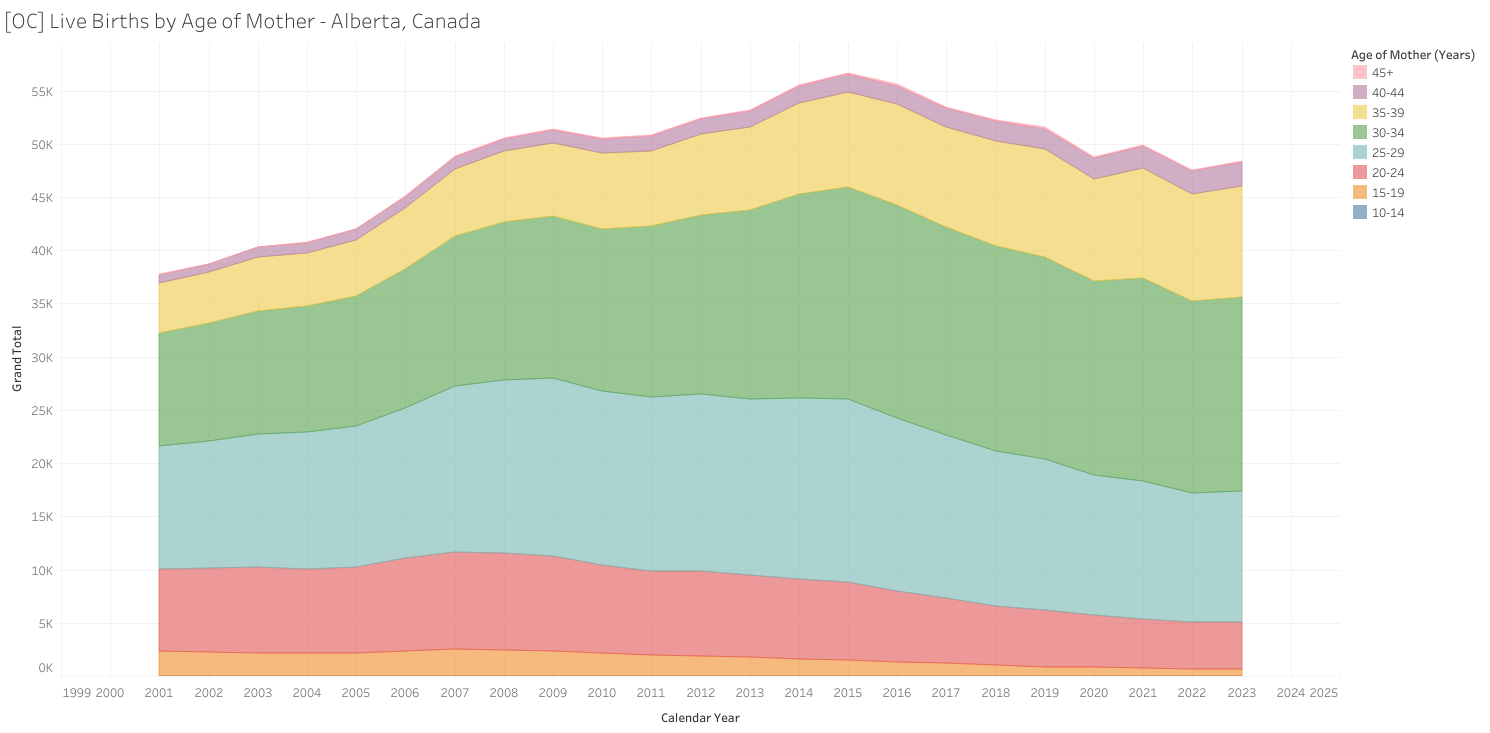 [OC] Live Births by Age of Mother - Alberta, Canada
Age of Mother (Years)
45+
40-44
35-39
30-34
25-29
20-24
15-19
10-14
55K
50K
45K
40K
35K
30K
25K
20K
15K
10K
5K
0K
Grand Total
1999 2000 2001 2002 2003 2004 2005 2006 2007 2008 2009 2010 2011 2012 2013 2014 2015 2016 2017 2018 2019 2020 2021 2022 2023 2024 2025
Calendar Year